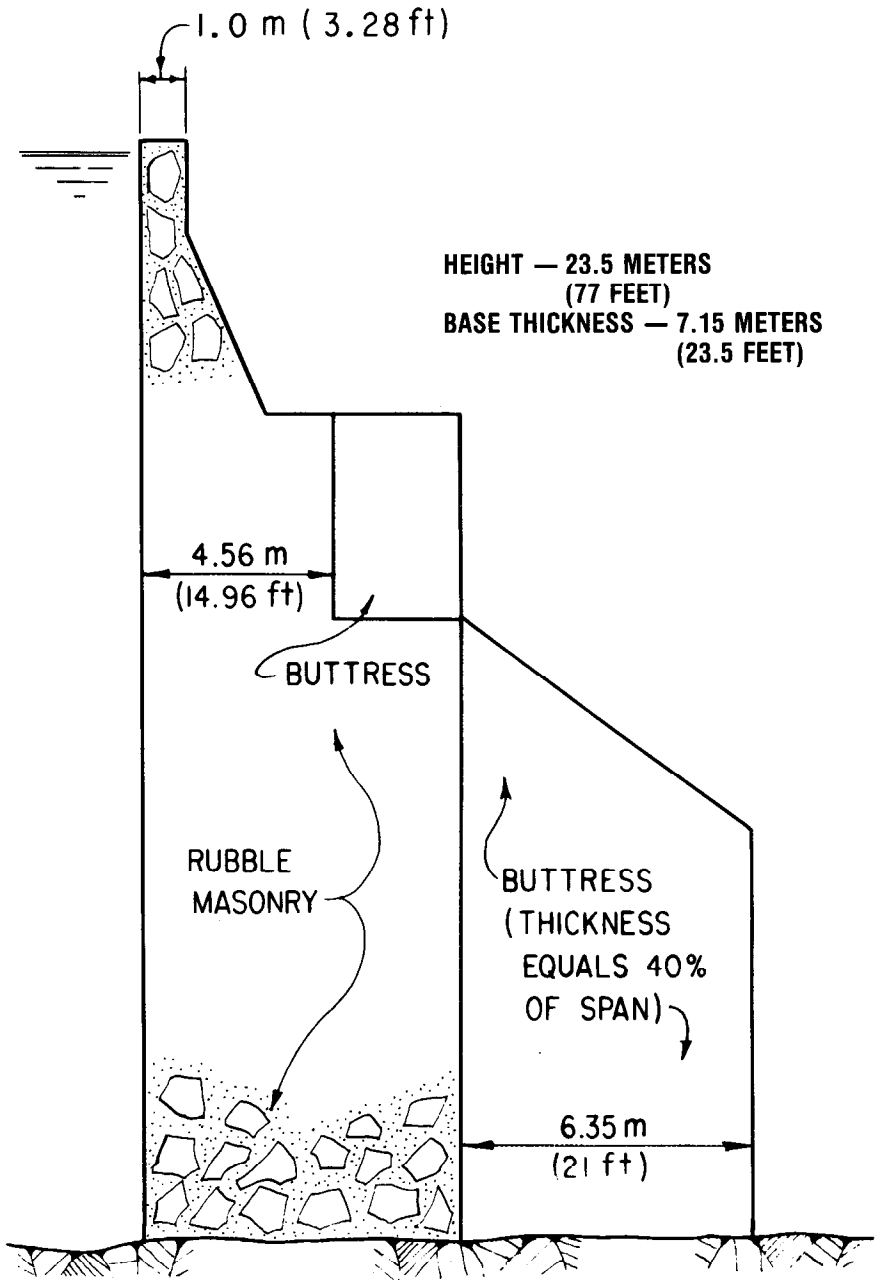 1.0 m (3.28 ft)
HEIGHT — 23.5 METERS
(77 FEET)
BASE THICKNESS — 7.15 METERS
(23.5 FEET)
4.56 m
(14.96 ft)
BUTTRESS
RUBBLE
MASONRY
BUTTRESS
(THICKNESS
EQUALS 40%
OF SPAN)
6.35 m
(21 ft)